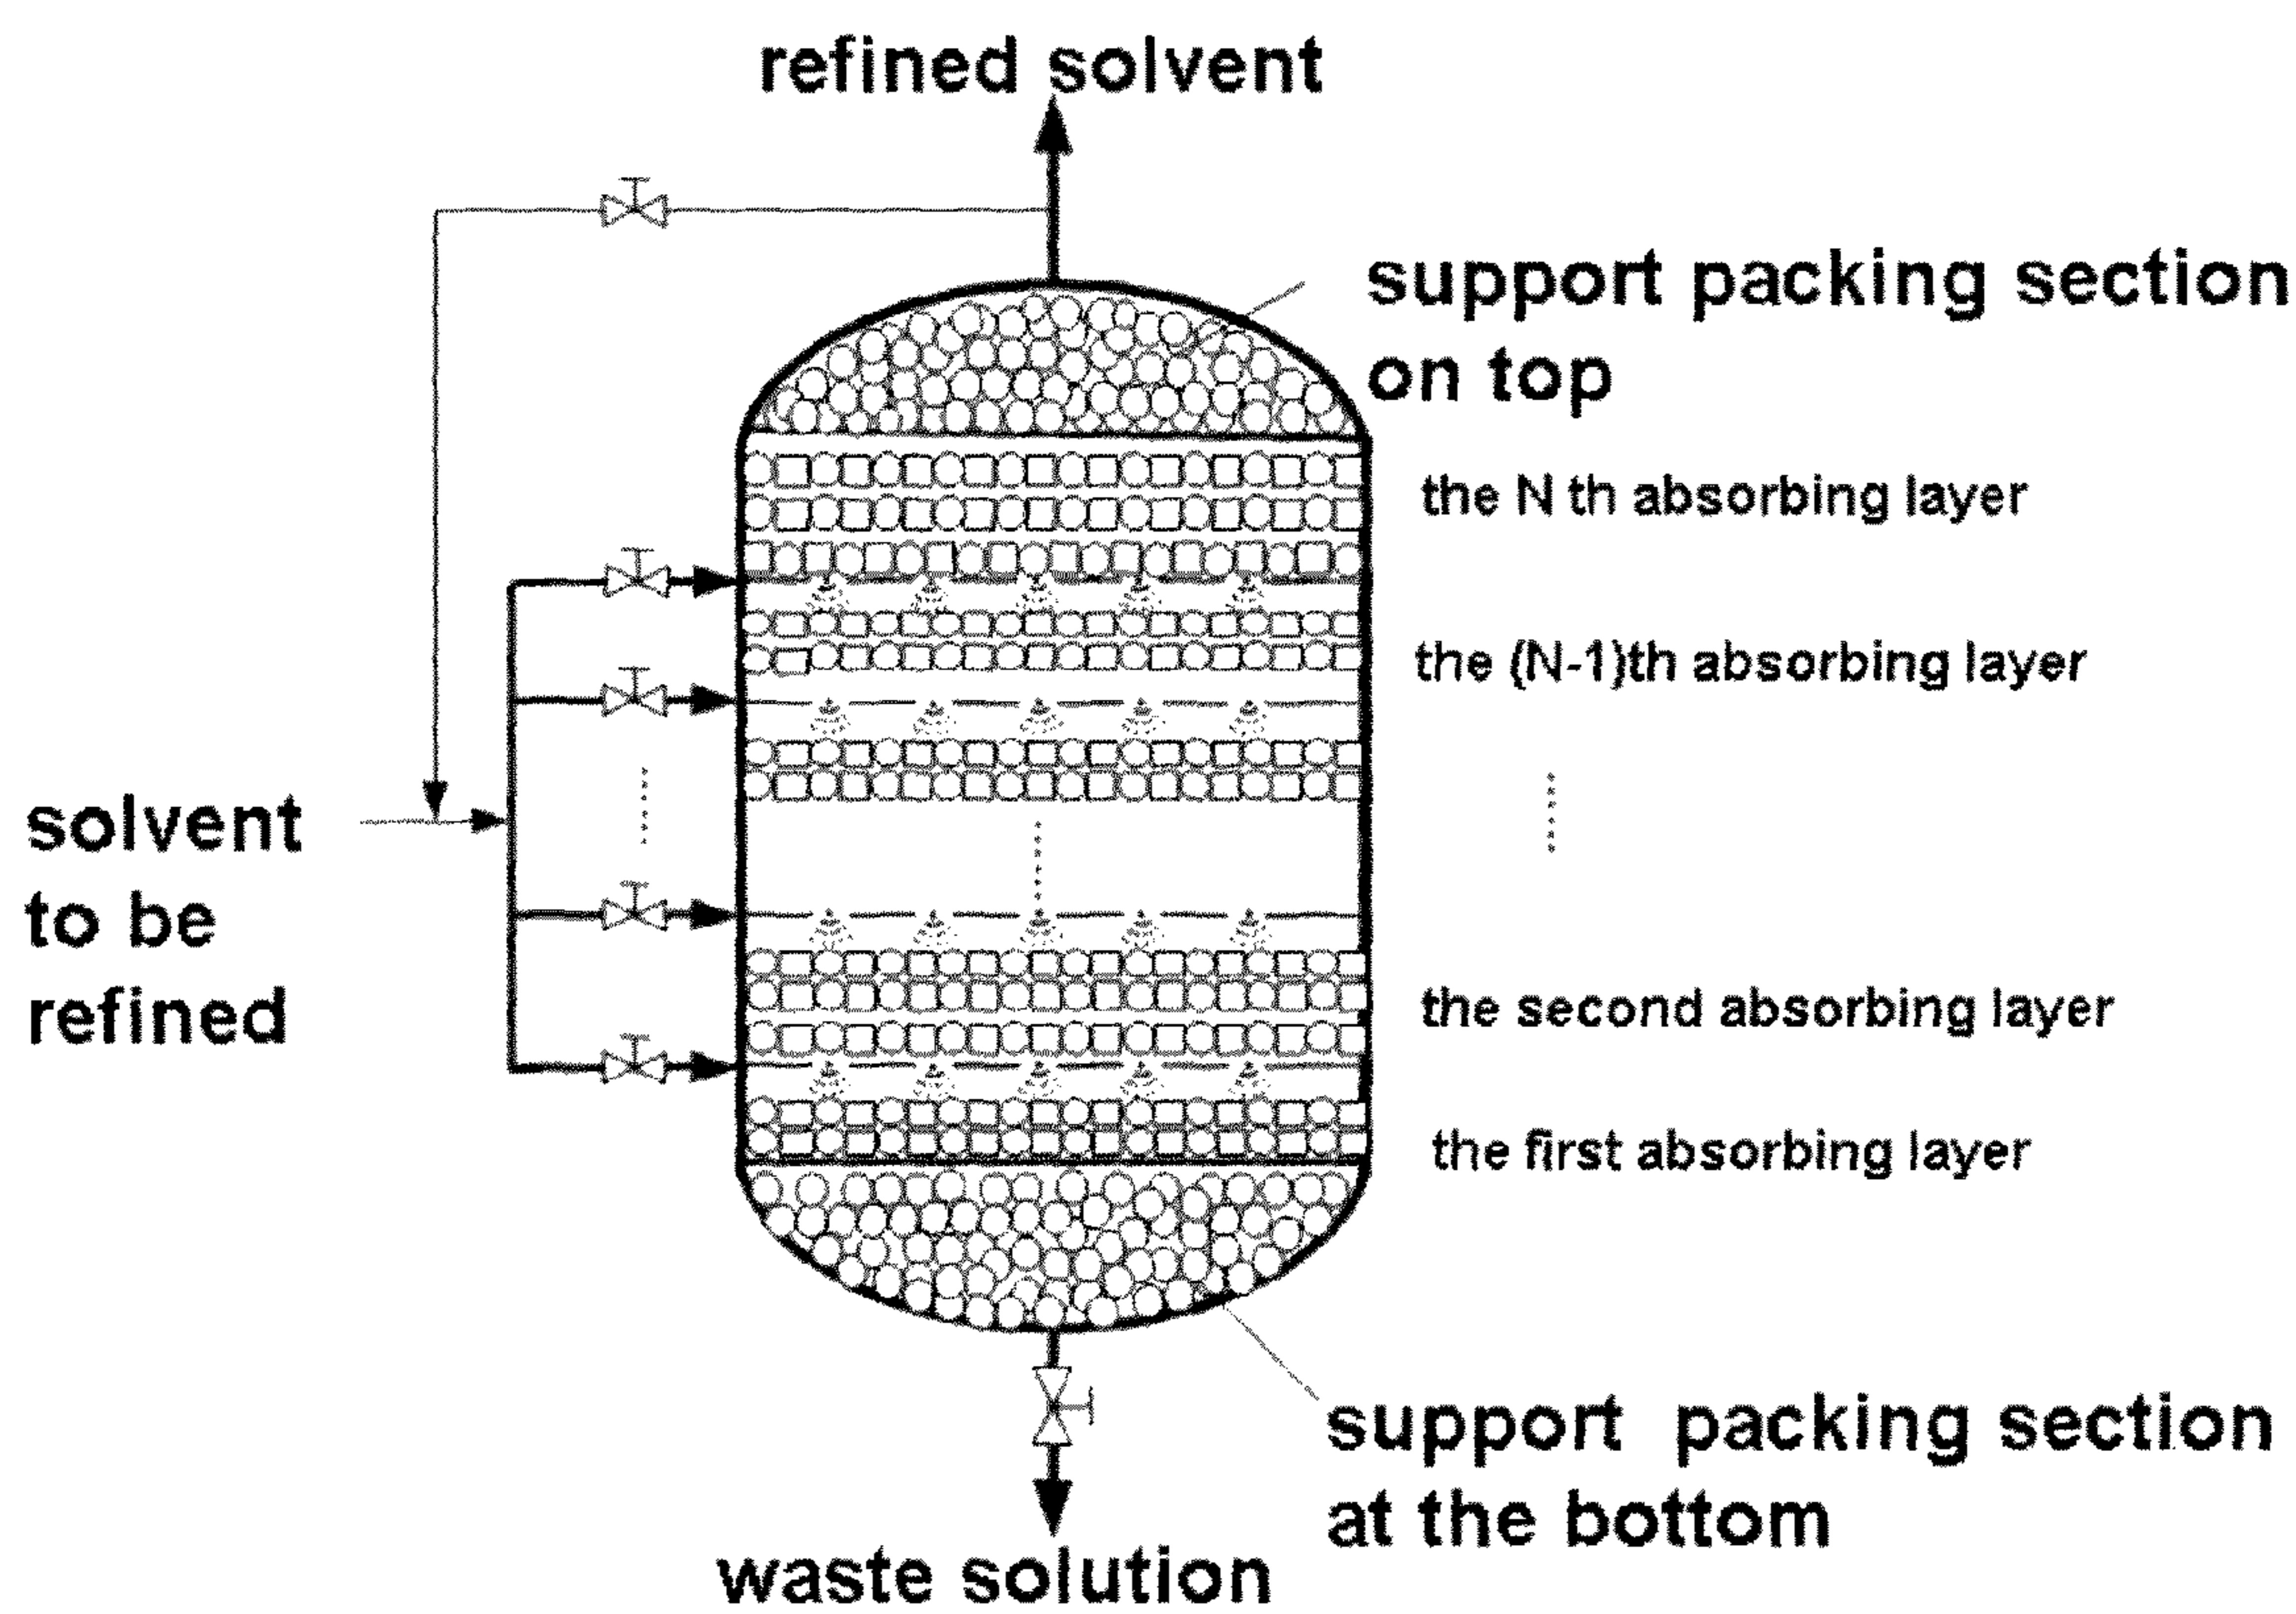 refined solvent
support packing section
on top
the N th absorbing layer
the (N-1)th absorbing layer
solvent
to be
refined
the second absorbing layer
the first absorbing layer
support packing section
at the bottom
waste solution